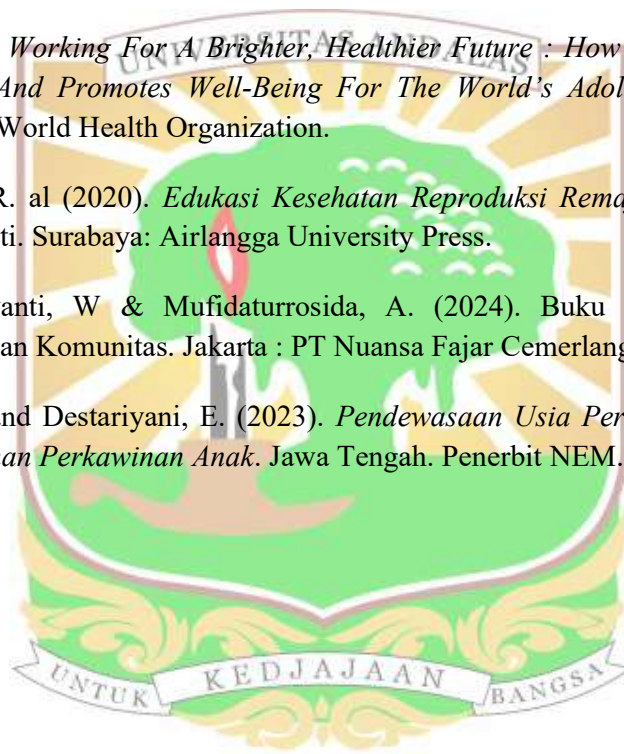 Working For A Brighter, Healthier Future : How
UNIVERSITAS ANDALAS
And Promotes Well-Being For The World's Adol
World Health Organization.
R. al (2020). Edukasi Kesehatan Reproduksi Rema
ti. Surabaya: Airlangga University Press.
anti, W & Mufidaturrosida, A. (2024). Buku
an Komunitas. Jakarta : PT Nuansa Fajar Cemerlang
und Destariyani, E. (2023). Pendewasaan Usia Per
nan Perkawinan Anak. Jawa Tengah. Penerbit NEM.
UNTUK KEDJAJAAN BANGSA